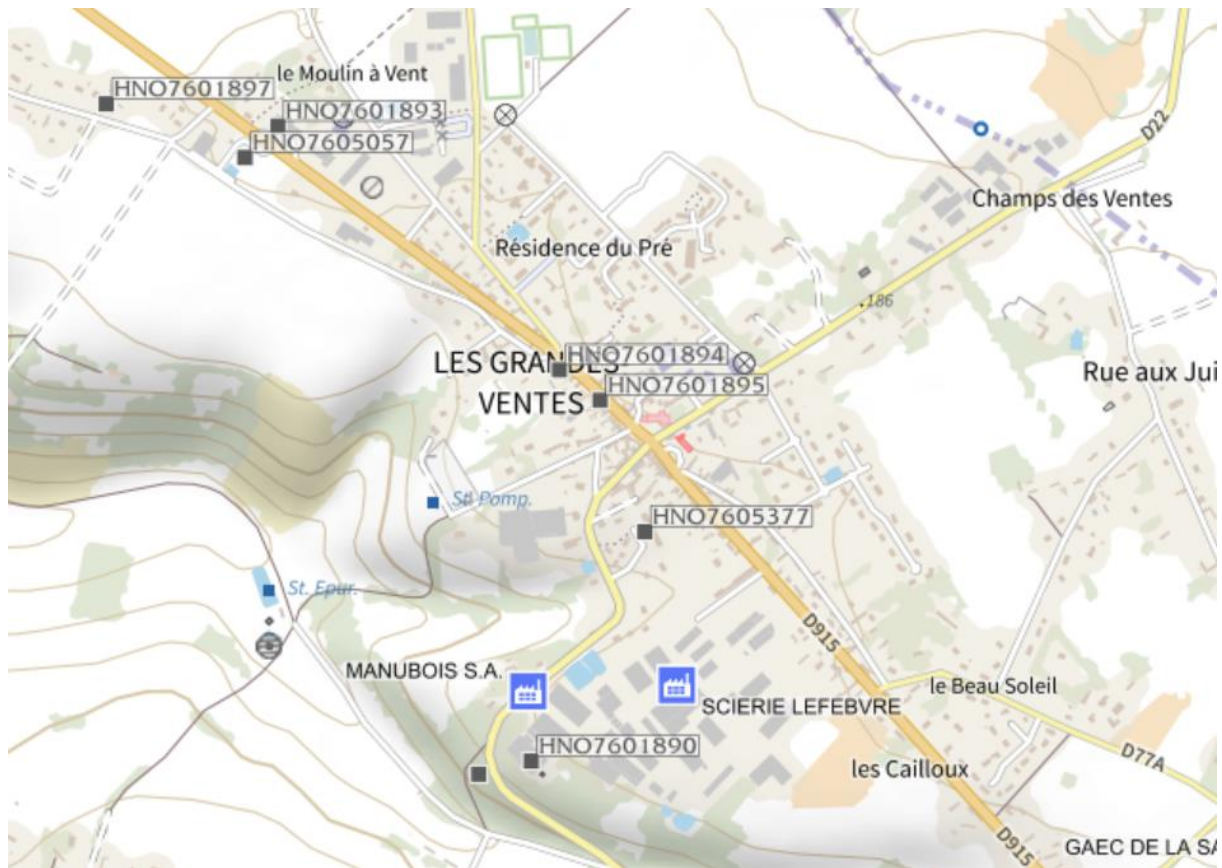 le Moulin à Vent
HNO7601897
HNO7601893
HNO7605057
D22
Champs des Ventes
Résidence du Pré
186
HNO7601894
LES GRANDES
VENTES
HNO7601895
Rue aux Jui
St. Pomp.
HNO7605377
St. Epur.
D915
MANUBOIS S.A.
le Beau Soleil
SCIERIE LEFEBVRE
HNO7601890
D77A
les Cailloux
D915
GAEC DE LA SA